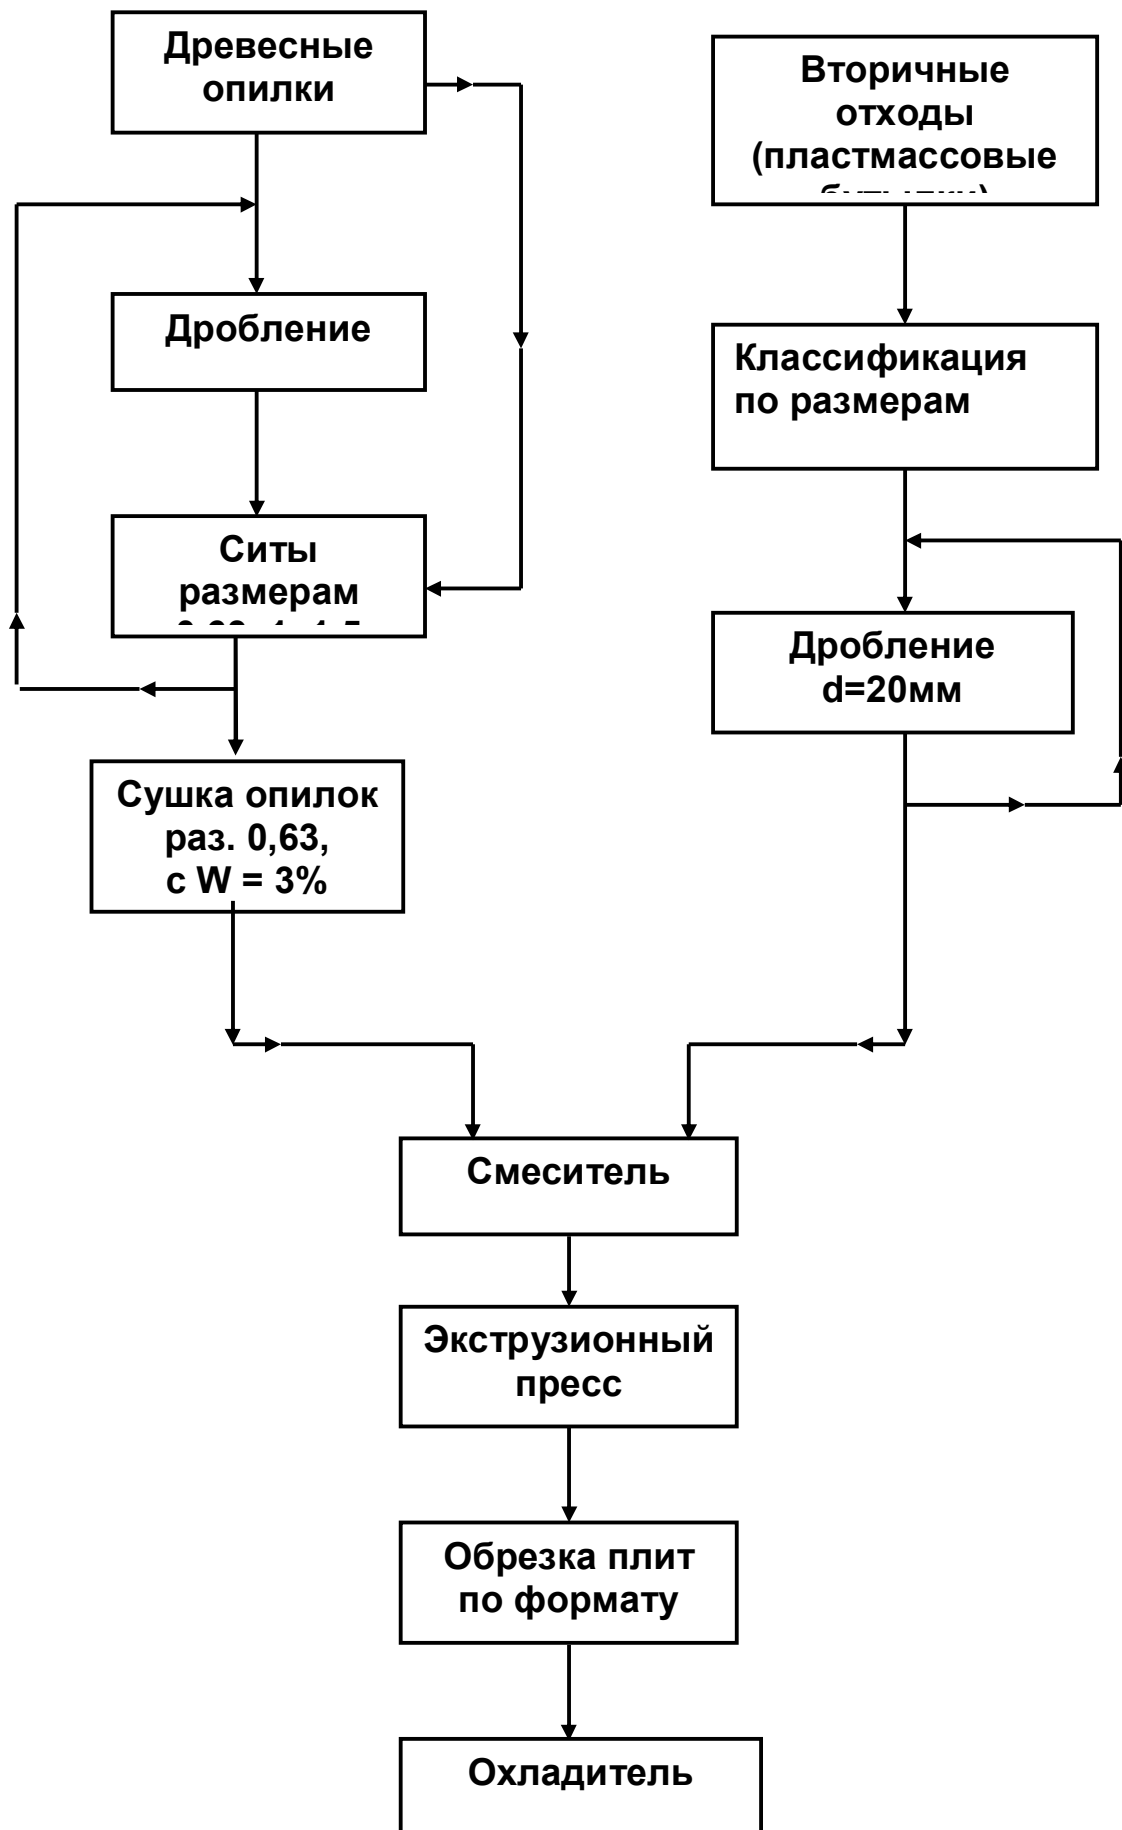 Древесные
опилки
Дробление
Ситы
размерам
Сушка опилок
раз. 0,63,
с W = 3%
Вторичные
отходы
(пластмассовые
Классификация
по размерам
Дробление
d=20мм
Смеситель
Экструзионный
пресс
Обрезка плит
по формату
Охладитель